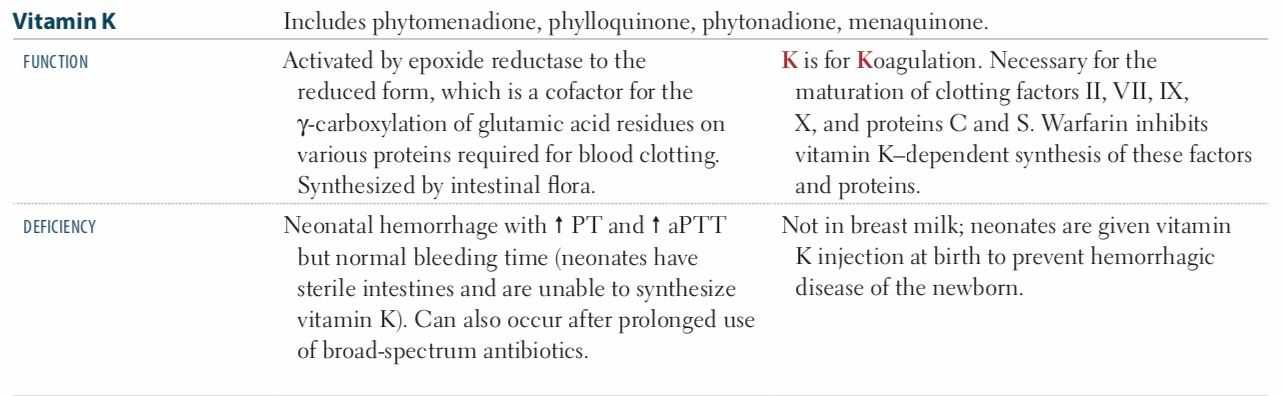 Vitamin K
Includes phytomenadione, phylloquinone, phytonadione, menaquinone.
FUNCTION
Activated by epoxide reductase to the
reduced form, which is a cofactor for the
γ-carboxylation of glutamic acid residues on
various proteins required for blood clotting.
Synthesized by intestinal flora.
K is for Koagulation. Necessary for the
maturation of clotting factors II, VII, IX,
X, and proteins C and S. Warfarin inhibits
vitamin K–dependent synthesis of these factors
and proteins.
DEFICIENCY
Neonatal hemorrhage with ↑ PT and ↑ aPTT
but normal bleeding time (neonates have
sterile intestines and are unable to synthesize
vitamin K). Can also occur after prolonged use
of broad-spectrum antibiotics.
Not in breast milk; neonates are given vitamin
K injection at birth to prevent hemorrhagic
disease of the newborn.